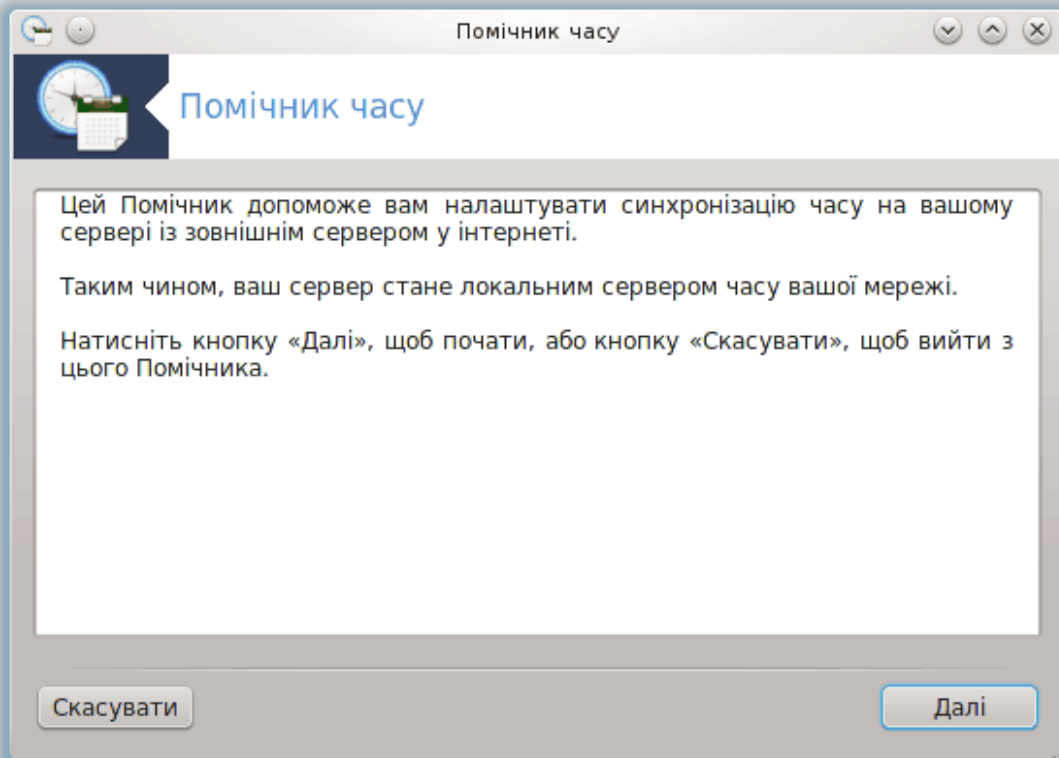 Помічник часу
Помічник часу
Цей Помічник допоможе вам налаштувати синхронізацію часу на вашому
сервері із зовнішнім сервером у інтернеті.
Таким чином, ваш сервер стане локальним сервером часу вашої мережі.
Натисніть кнопку «Далі», щоб почати, або кнопку «Скасувати», щоб вийти з
цього Помічника.
Скасувати
Далі